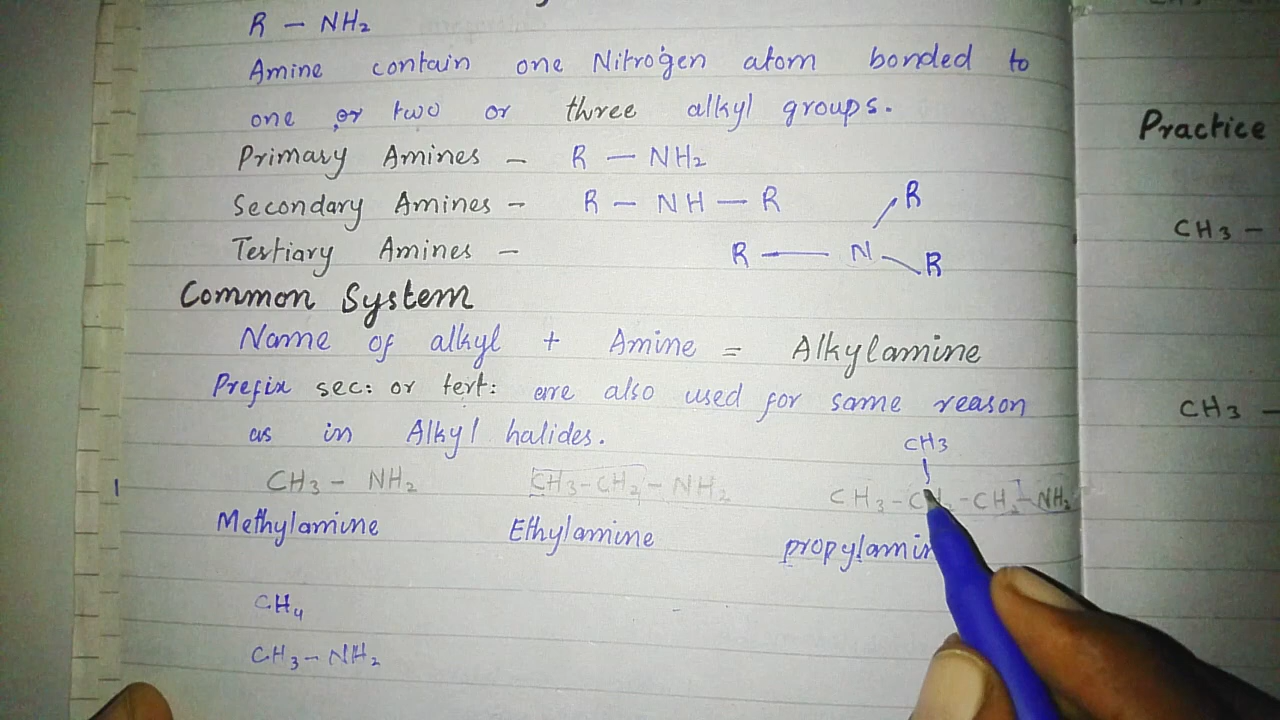 R - NH₂
Amine contain one Nitrogen atom bonded to
one or two or three alkyl groups.
Primary Amines - R - NH₂
Secondary Amines - R - NH - R
Tertiary Amines - R - N - R
R
Common System
Name of alkyl + Amine = Alkylamine
Prefix sec: or tert: are also used for same reason
as in Alkyl halides.
CH3
CH3 - NH2 CH3-CH2-NH2 CH3-CH2-CH2-NH2
Methylamine Ethylamine propylamin
CH4
CH3 - NH2
Practice
CH3 -
CH3 -